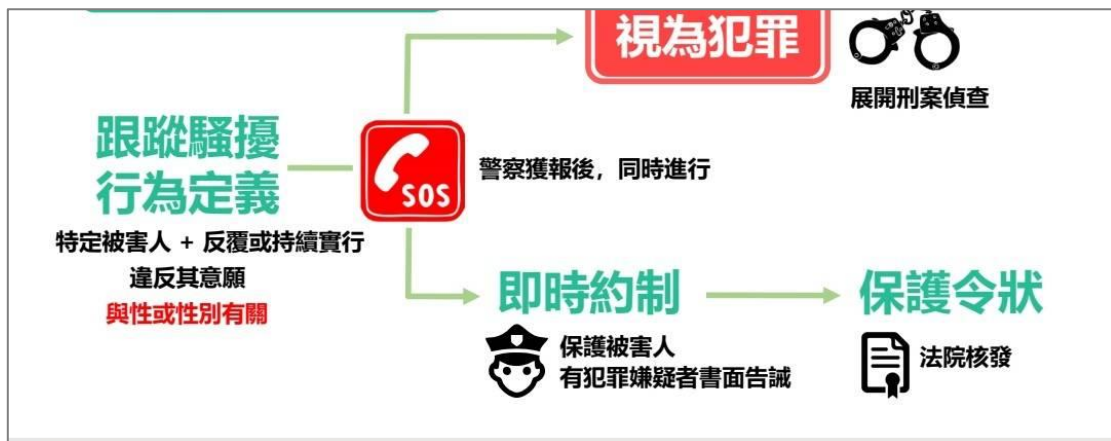 視為犯罪
展開刑案偵查
跟蹤騷擾
行為定義
特定被害人 + 反覆或持續實行
違反其意願
與性或性別有關
SOS
警察獲報後，同時進行
即時約制
保護被害人
有犯罪嫌疑者書面告誡
保護令狀
法院核發